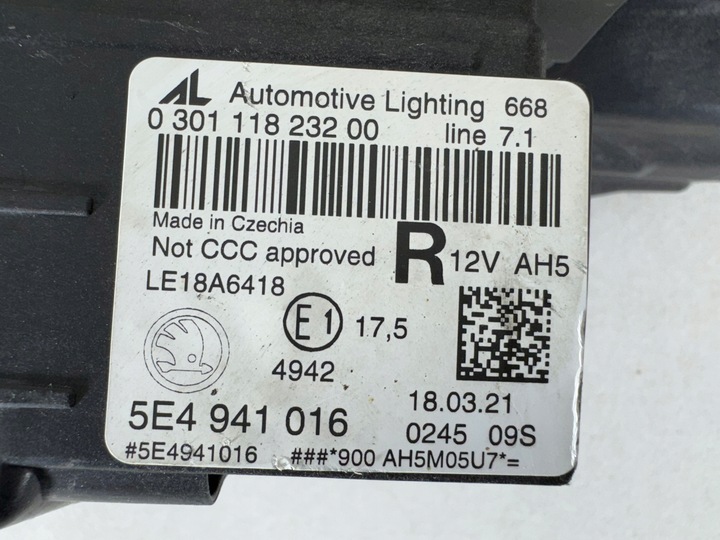 AL Automotive Lighting 668
0 301 118 232 00 line 7.1
Made in Czechia
Not CCC approved R 12V AH5
LE18A6418
E1 17,5
4942
5E4 941 016 18.03.21
0245 09S
#5E4941016 ###*900 AH5M05U7*=